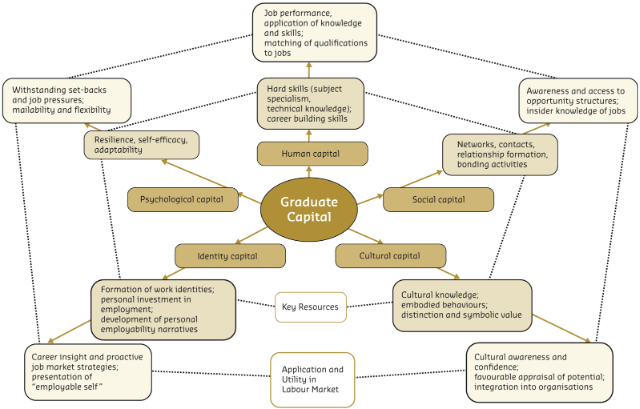 Job performance,
application of knowledge
and skills;
matching of qualifications
to jobs
Withstanding set-backs
and job pressures;
mailability and flexibility
Hard skills (subject
specialism,
technical knowledge);
career building skills
Awareness and access to
opportunity structures;
insider knowledge of jobs
Resilience, self-efficacy,
adaptability
Human capital
Networks, contacts,
relationship formation,
bonding activities
Psychological capital
Graduate
Capital
Social capital
Identity capital
Cultural capital
Formation of work identities;
personal investment in
employment;
development of personal
employability narratives
Key Resources
Cultural knowledge;
embodied behaviours;
distinction and symbolic value
Career insight and proactive
job market strategies;
presentation of
“employable self”
Application and
Utility in
Labour Market
Cultural awareness and
confidence;
favourable appraisal of potential;
integration into organisations